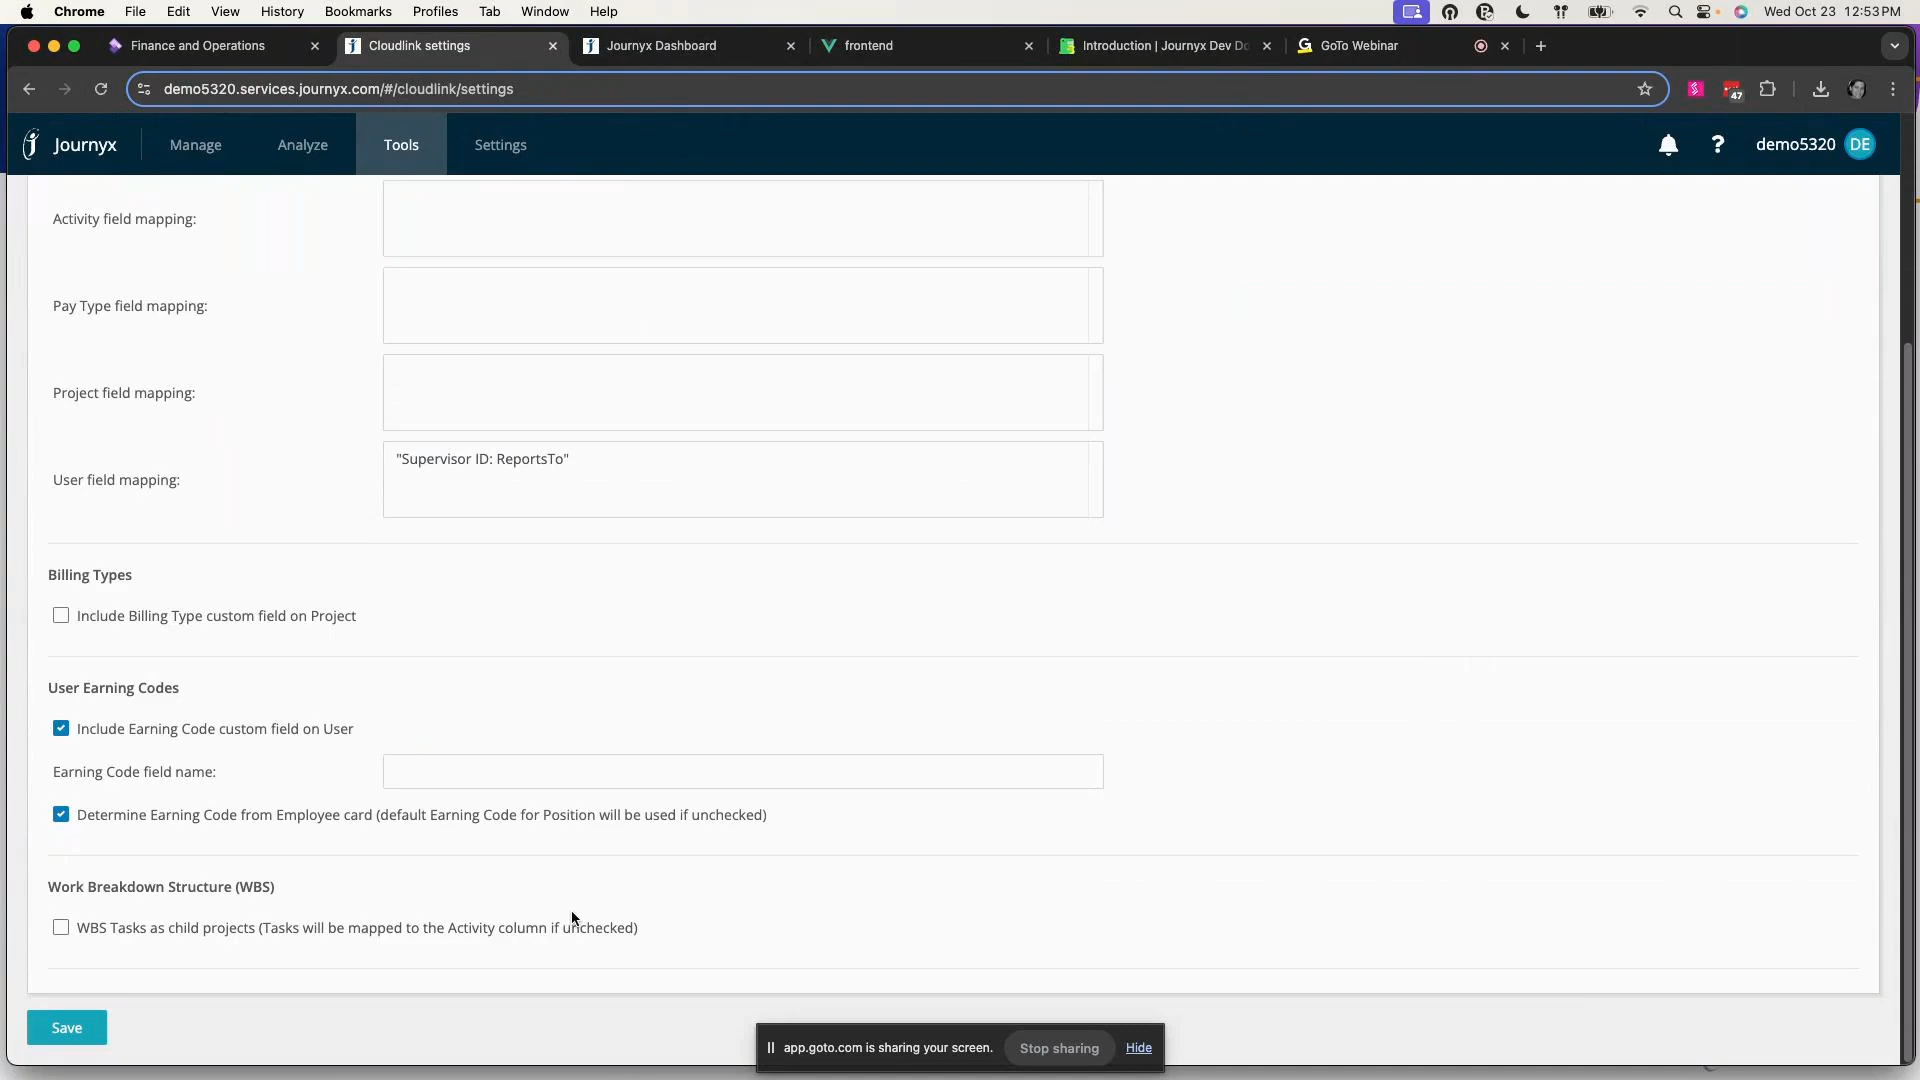 Chrome File Edit View History Bookmarks Profiles Tab Window Help Wed Oct 23 12:53 PM
Finance and Operations Cloudlink settings Journyx Dashboard frontend Introduction | Journyx Dev Do GoTo Webinar
demo5320.services.journyx.com/#/cloudlink/settings 47
Journyx Manage Analyze Tools Settings ? demo5320 DE
Activity field mapping:
Pay Type field mapping:
Project field mapping:
"Supervisor ID: ReportsTo"
User field mapping:
Billing Types
Include Billing Type custom field on Project
User Earning Codes
Include Earning Code custom field on User
Earning Code field name:
Determine Earning Code from Employee card (default Earning Code for Position will be used if unchecked)
Work Breakdown Structure (WBS)
WBS Tasks as child projects (Tasks will be mapped to the Activity column if unchecked)
Save
app.goto.com is sharing your screen. Stop sharing Hide